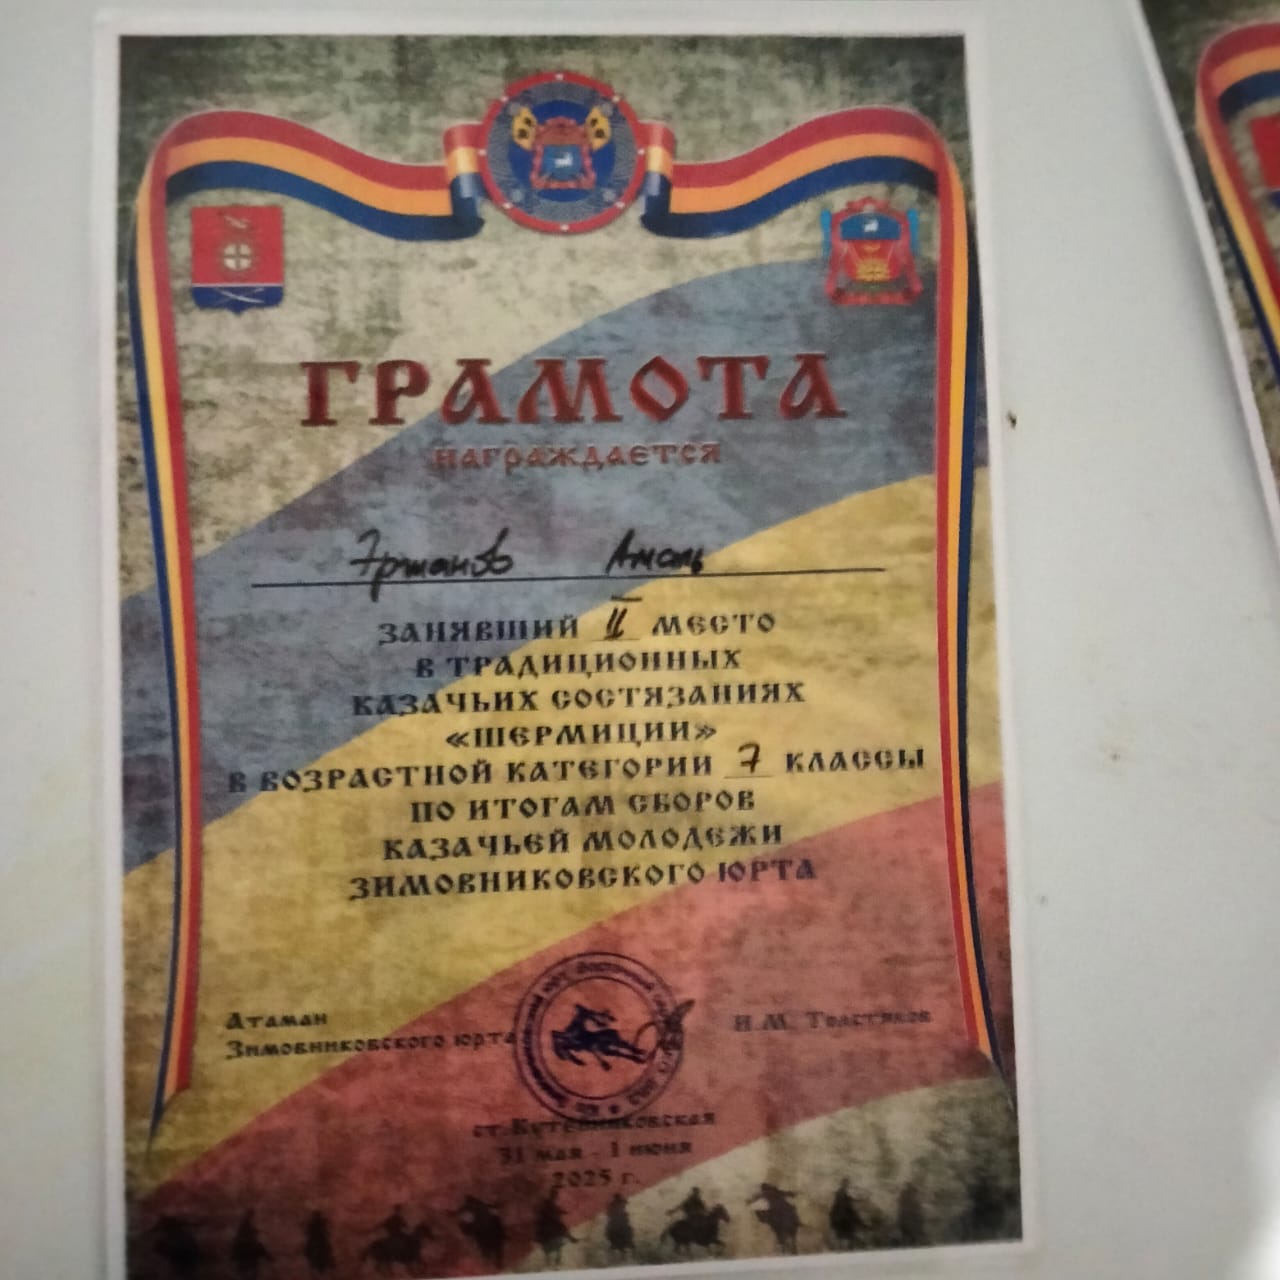 ГРАМОТА
награждается
Эрманов Амаль
занявший II место
в традиционных
казачьих состязаниях
«Шермиции»
в возрастной категории 7 классы
по итогам сборов
казачьей молодежи
Зимовниковского юрта
Атаман
Зимовниковского юрта
И.М. Толстиков
ст. Кутейниковская
31 мая - 1 июня
2025 г.